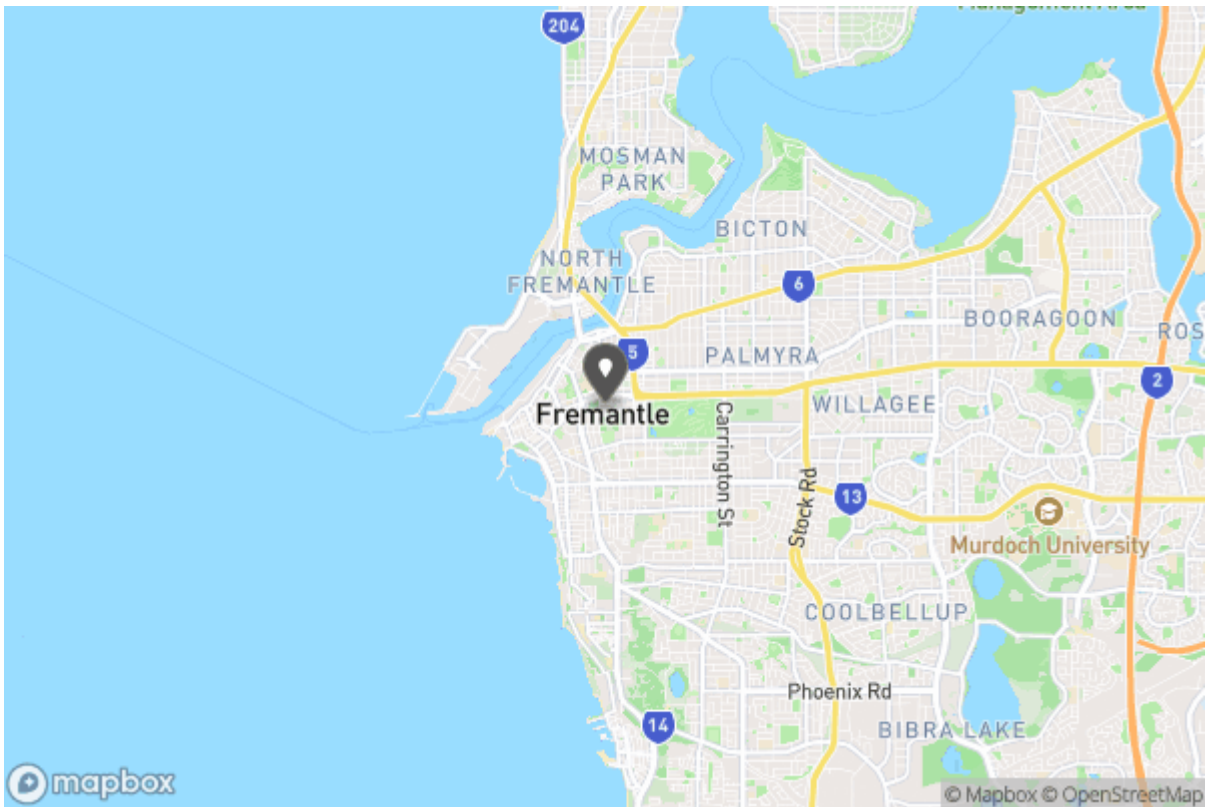 Management Area
204
MOSMAN
PARK
BICTON
NORTH
FREMANTLE
6
BOORAGOON
ROS
5
PALMYRA
2
WILLAGEE
Fremantle
Carrington St
Stock Rd
13
Murdoch University
COOLBELLUP
Phoenix Rd
14
BIBRA LAKE
mapbox
© Mapbox © OpenStreetMap